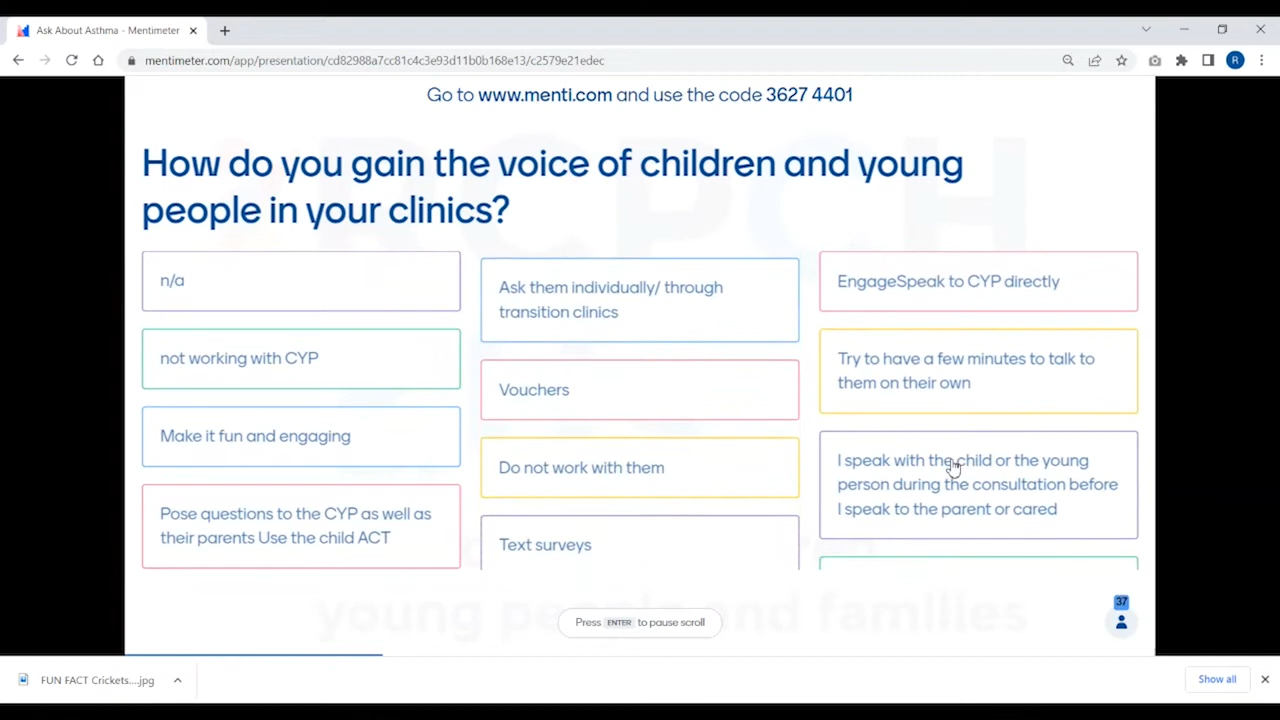 Ask About Asthma - Mentimeter
mentimeter.com/app/presentation/cd82988a7cc81c4c3e93d11b0b168e13/c2579e21edec
R
Go to www.menti.com and use the code 3627 4401
How do you gain the voice of children and young
people in your clinics?
n/a
not working with CYP
Make it fun and engaging
Pose questions to the CYP as well as
their parents Use the child ACT
Ask them individually/ through
transition clinics
Vouchers
Do not work with them
Text surveys
EngageSpeak to CYP directly
Try to have a few minutes to talk to
them on their own
I speak with the child or the young
person during the consultation before
I speak to the parent or cared
RCPCH
young people and families
Press ENTER to pause scroll
37
FUN FACT Crickets....jpg
Show all